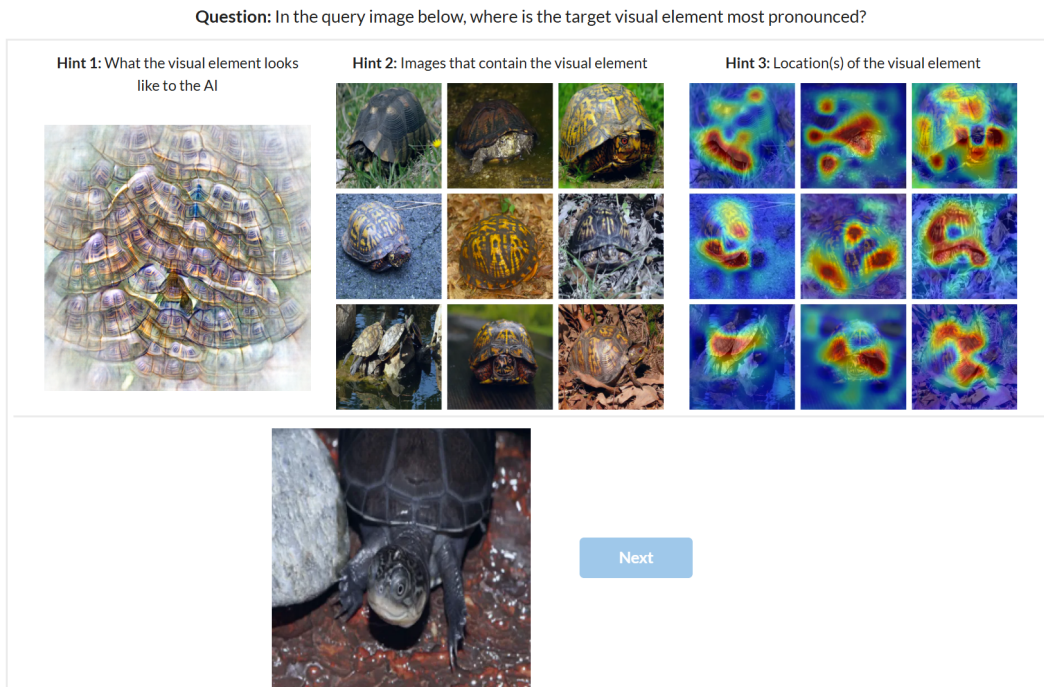 Question: In the query image below, where is the target visual element most pronounced?
Hint 1: What the visual element looks
like to the AI
Hint 2: Images that contain the visual element
Hint 3: Location(s) of the visual element
Next